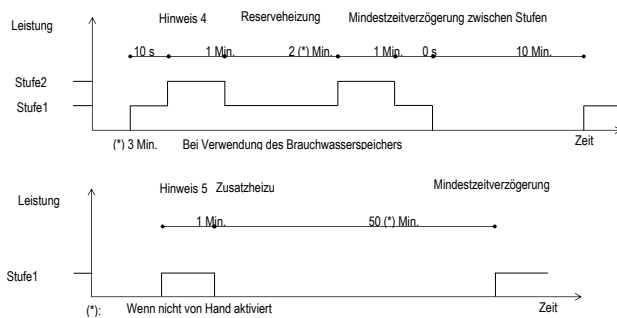 Leistung Hinweis 4 Reserveheizung Mindestzeitverzögerung zwischen Stufen
10 s 1 Min. 2 (*) Min. 1 Min. 0 s 10 Min.
Stufe2
Stufe1
(*) 3 Min. Bei Verwendung des Brauchwasserspeichers Zeit
Leistung Hinweis 5 Zusatzheizu Mindestzeitverzögerung
1 Min. 50 (*) Min.
Stufe1
(*): Wenn nicht von Hand aktiviert Zeit